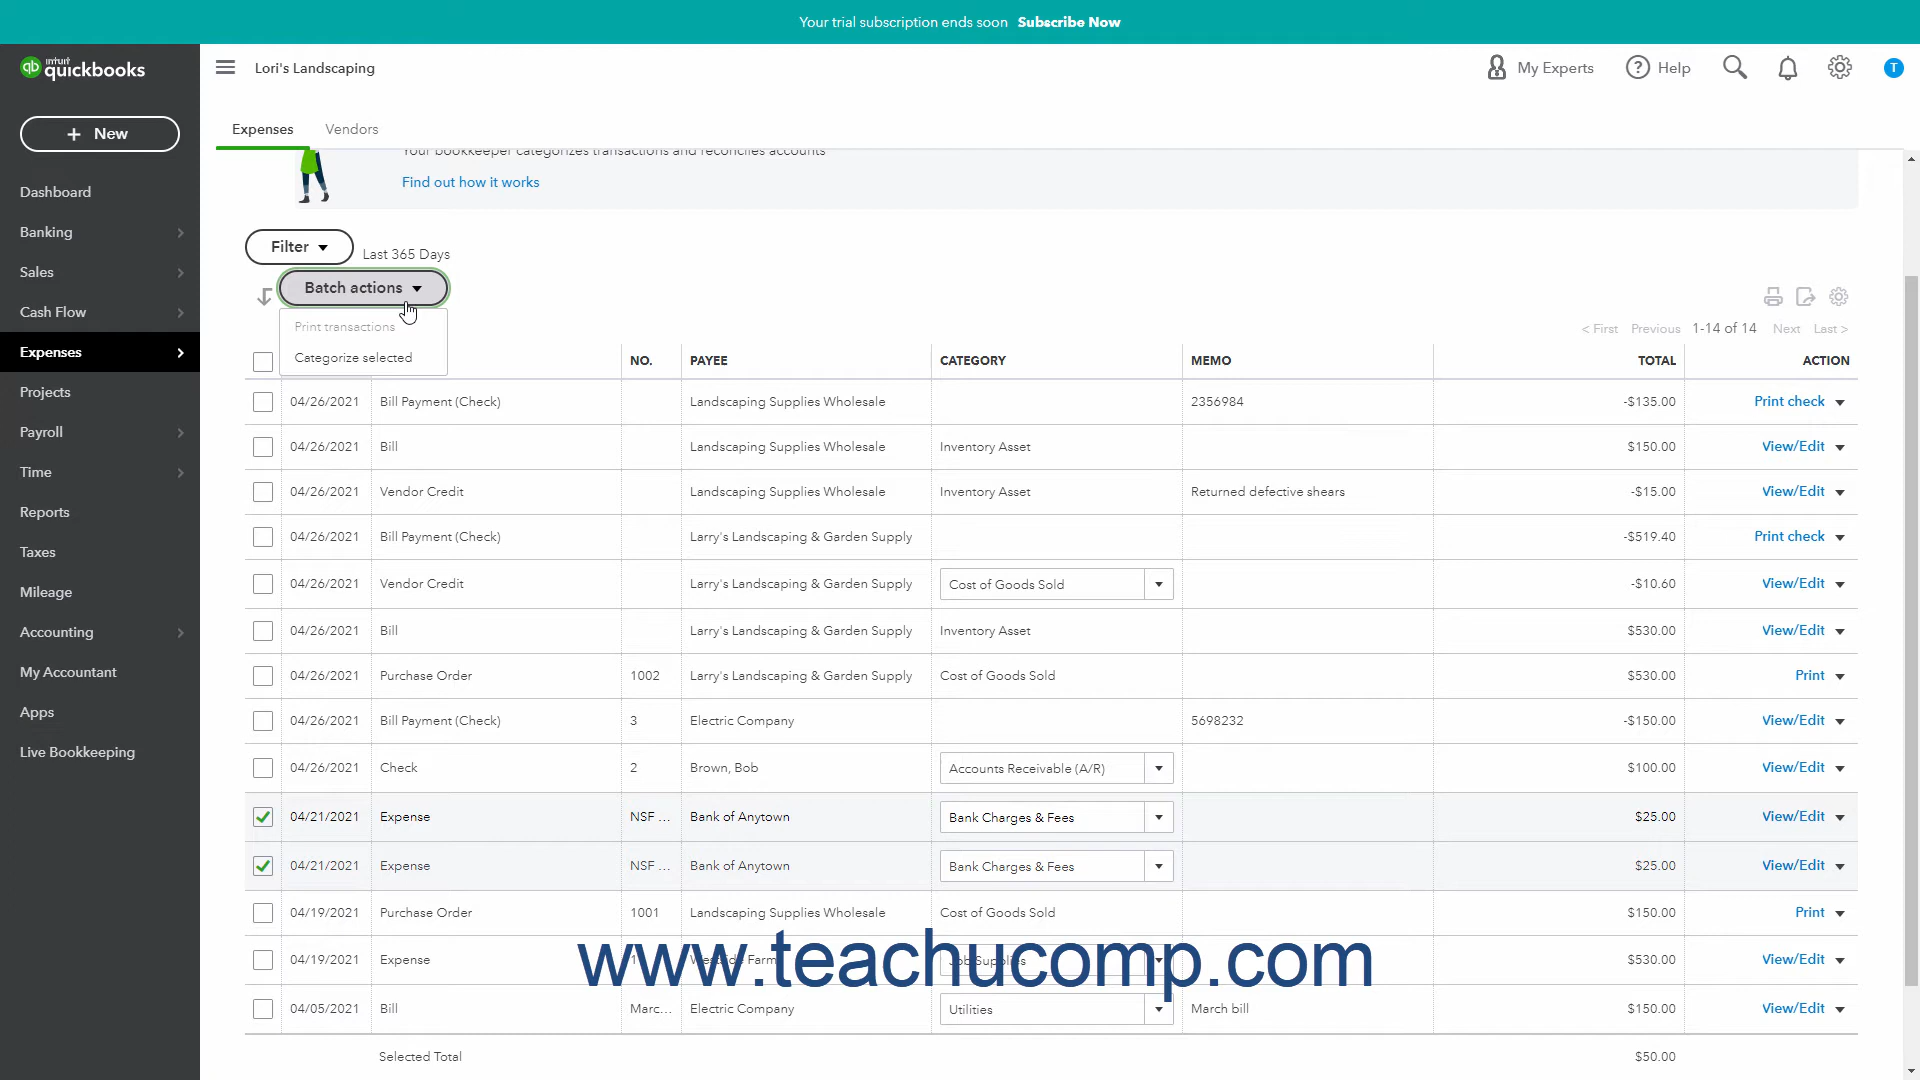 Your trial subscription ends soon Subscribe Now
intuit quickbooks
Lori's Landscaping
My Experts Help T
+ New
Expenses Vendors
Your bookkeeper categorizes transactions and reconciles accounts
Find out how it works
Dashboard
Banking
Sales
Cash Flow
Expenses
Projects
Payroll
Time
Reports
Taxes
Mileage
Accounting
My Accountant
Apps
Live Bookkeeping
Filter Last 365 Days
Batch actions
Print transactions
Categorize selected
< First Previous 1-14 of 14 Next Last >
NO. PAYEE CATEGORY MEMO TOTAL ACTION
04/26/2021 Bill Payment (Check) Landscaping Supplies Wholesale 2356984 -$135.00 Print check
04/26/2021 Bill Landscaping Supplies Wholesale Inventory Asset $150.00 View/Edit
04/26/2021 Vendor Credit Landscaping Supplies Wholesale Inventory Asset Returned defective shears -$15.00 View/Edit
04/26/2021 Bill Payment (Check) Larry's Landscaping & Garden Supply -$519.40 Print check
04/26/2021 Vendor Credit Larry's Landscaping & Garden Supply Cost of Goods Sold -$10.60 View/Edit
04/26/2021 Bill Larry's Landscaping & Garden Supply Inventory Asset $530.00 View/Edit
04/26/2021 Purchase Order 1002 Larry's Landscaping & Garden Supply Cost of Goods Sold $530.00 Print
04/26/2021 Bill Payment (Check) 3 Electric Company 5698232 -$150.00 View/Edit
04/26/2021 Check 2 Brown, Bob Accounts Receivable (A/R) $100.00 View/Edit
04/21/2021 Expense NSF ... Bank of Anytown Bank Charges & Fees $25.00 View/Edit
04/21/2021 Expense NSF ... Bank of Anytown Bank Charges & Fees $25.00 View/Edit
04/19/2021 Purchase Order 1001 Landscaping Supplies Wholesale Cost of Goods Sold $150.00 Print
04/19/2021 Expense 1 Westside Farm Job Supplies $530.00 View/Edit
www.teachucomp.com
04/05/2021 Bill Marc... Electric Company Utilities March bill $150.00 View/Edit
Selected Total $50.00